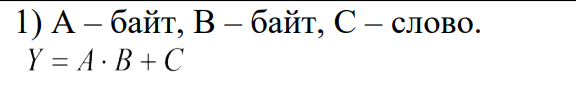 1) A – байт, B – байт, C – слово.
Y = A · B + C